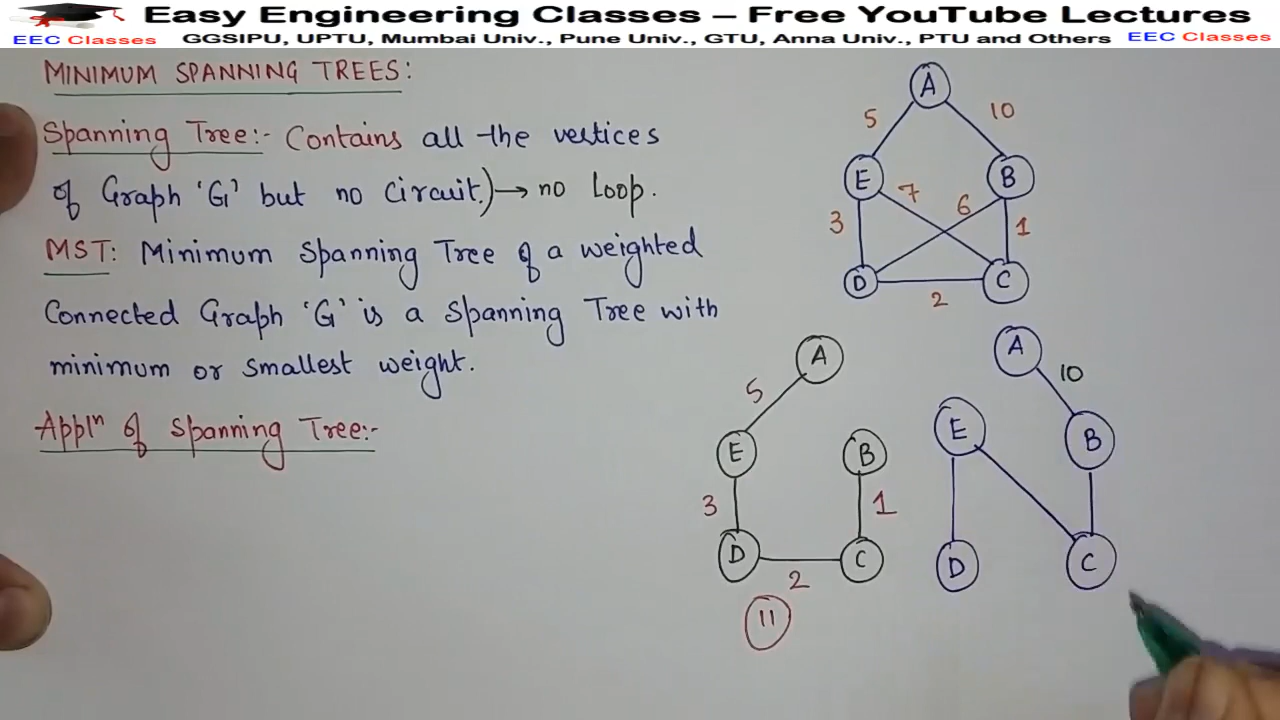 Easy Engineering Classes – Free YouTube Lectures
EEC Classes
GGSIPU, UPTU, Mumbai Univ., Pune Univ., GTU, Anna Univ., PTU and Others
EEC Classes
MINIMUM SPANNING TREES:
Spanning Tree:- Contains all the vertices
of Graph 'G' but no Circuit.) → no Loop.
MST: Minimum Spanning Tree of a weighted
Connected Graph 'G' is a Spanning Tree with
minimum or smallest weight.
Appln of Spanning Tree:-
A
5
10
E
B
7
6
3
1
D
C
2
A
5
E
B
3
1
D
C
2
11
A
10
E
B
D
C